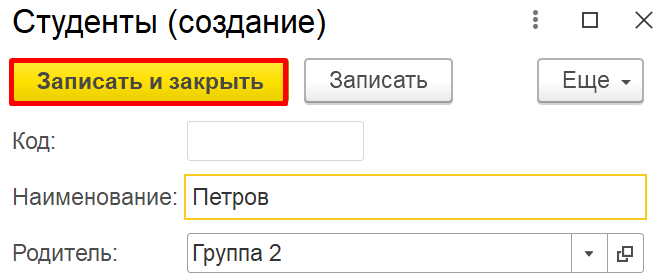 Студенты (создание)
Записать и закрыть Записать Еще
Код:
Наименование: Петров
Родитель: Группа 2